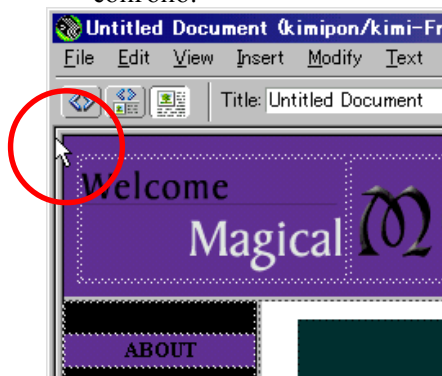 Untitled Document (kimipon/kimi-Fr
File Edit View Insert Modify Text
Title: Untitled Document
Welcome
Magical M
ABOUT